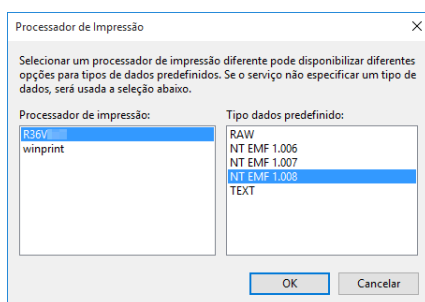 Processador de Impressão
Selecionar um processador de impressão diferente pode disponibilizar diferentes
opções para tipos de dados predefinidos. Se o serviço não especificar um tipo de
dados, será usada a seleção abaixo.
Processador de impressão:
R36V
winprint
Tipo dados predefinido:
RAW
NT EMF 1.006
NT EMF 1.007
NT EMF 1.008
TEXT
OK
Cancelar